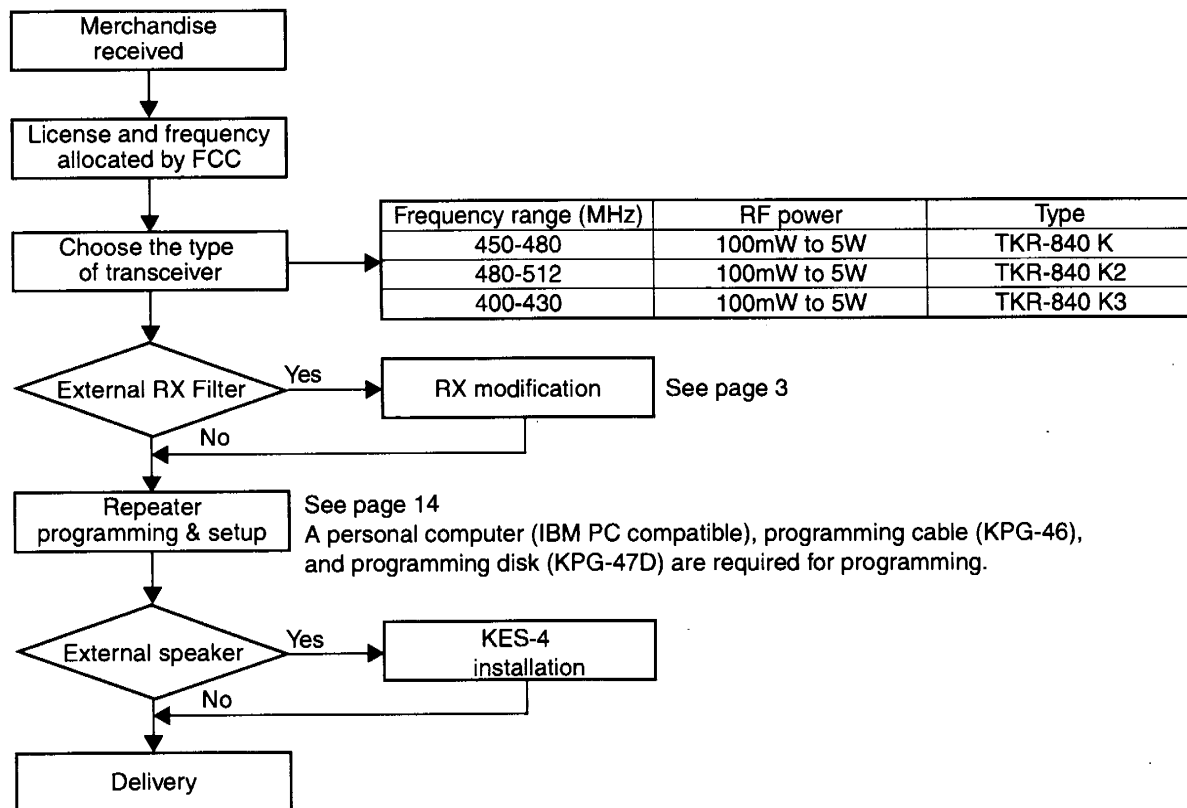 Merchandise
received
License and frequency
allocated by FCC
Choose the type
of transceiver
Frequency range (MHz) RF power Type
450-480 100mW to 5W TKR-840 K
480-512 100mW to 5W TKR-840 K2
400-430 100mW to 5W TKR-840 K3
External RX Filter
Yes
RX modification
See page 3
No
Repeater
programming & setup
See page 14
A personal computer (IBM PC compatible), programming cable (KPG-46),
and programming disk (KPG-47D) are required for programming.
External speaker
Yes
KES-4
installation
No
Delivery